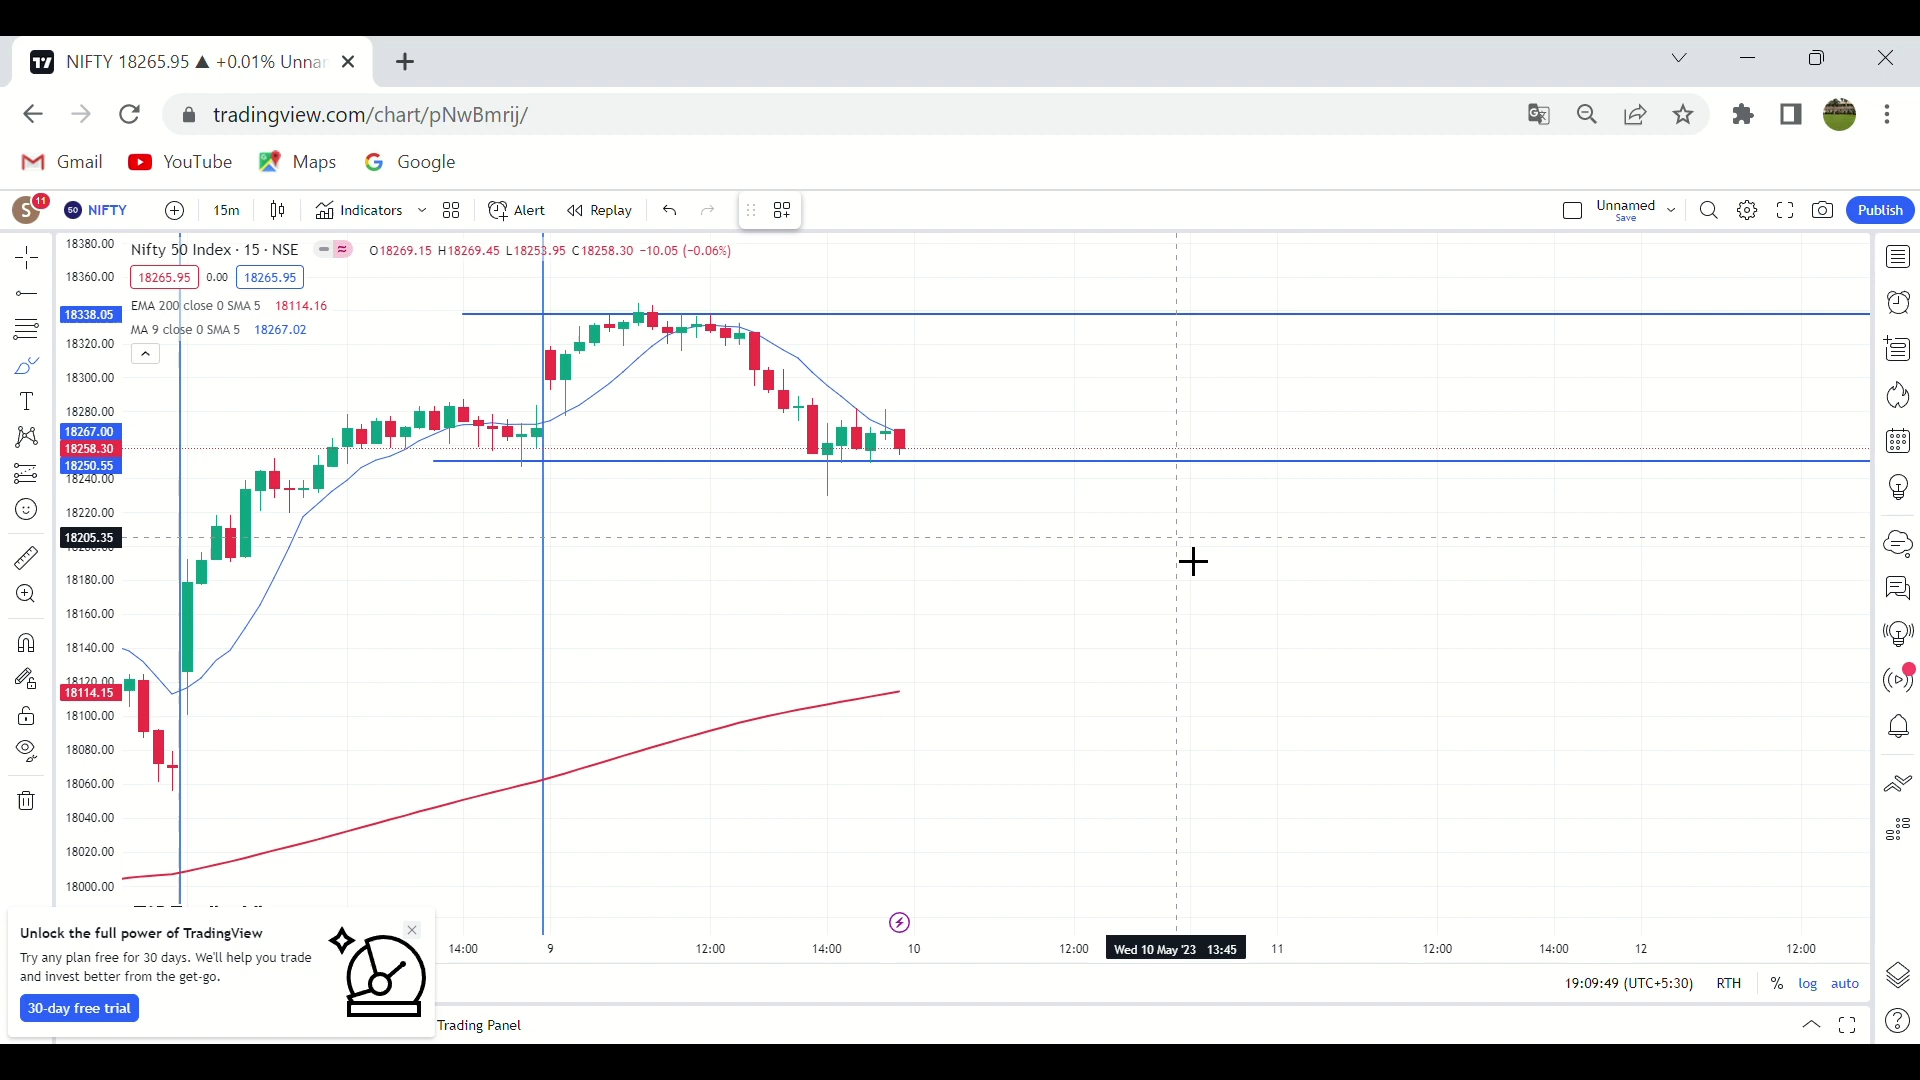 NIFTY 18265.95 ▲ +0.01% Unnar
tradingview.com/chart/pNwBmrij/
Gmail YouTube Maps Google
S 11 50 NIFTY 15m Indicators Alert Replay Unnamed Save Publish
Nifty 50 Index · 15 · NSE O18269.15 H18269.45 L18253.95 C18258.30 −10.05 (−0.06%)
18265.95 0.00 18265.95
EMA 200 close 0 SMA 5 18114.16
MA 9 close 0 SMA 5 18267.02
18380.00
18360.00
18338.05
18320.00
18300.00
18280.00
18267.00
18258.30
18250.55
18240.00
18220.00
18205.35
18180.00
18160.00
18140.00
18120.00
18114.15
18100.00
18080.00
18060.00
18040.00
18020.00
18000.00
14:00 9 12:00 14:00 10 12:00 Wed 10 May '23 13:45 11 12:00 14:00 12 12:00
Unlock the full power of TradingView
Try any plan free for 30 days. We'll help you trade
and invest better from the get-go.
30-day free trial
19:09:49 (UTC+5:30) RTH % log auto
Trading Panel